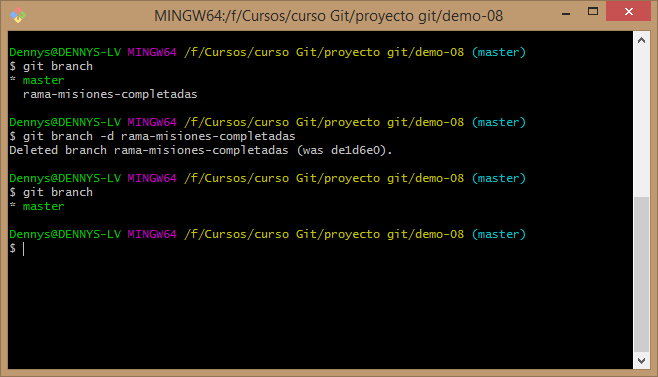 MINGW64:/f/Cursos/curso Git/proyecto git/demo-08
Dennys@DENNYS-LV MINGW64 /f/Cursos/curso Git/proyecto git/demo-08 (master)
$ git branch
* master
  rama-misiones-completadas
Dennys@DENNYS-LV MINGW64 /f/Cursos/curso Git/proyecto git/demo-08 (master)
$ git branch -d rama-misiones-completadas
Deleted branch rama-misiones-completadas (was de1d6e0).
Dennys@DENNYS-LV MINGW64 /f/Cursos/curso Git/proyecto git/demo-08 (master)
$ git branch
* master
Dennys@DENNYS-LV MINGW64 /f/Cursos/curso Git/proyecto git/demo-08 (master)
$